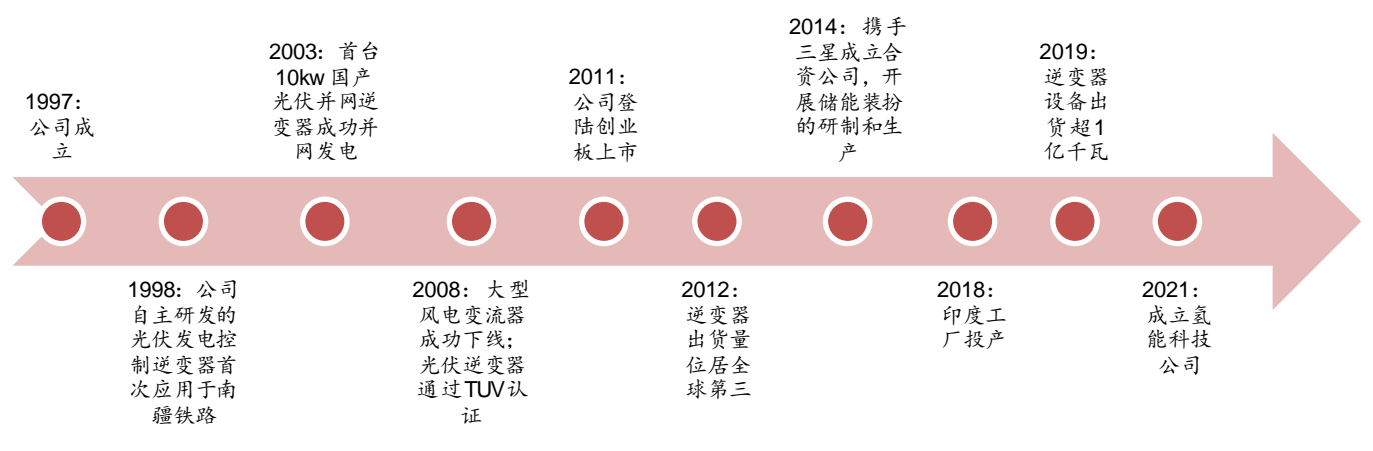 1997：
公司成
立
1998：公司
自主研发的
光伏发电控
制逆变器首
次应用于南
疆铁路
2003：首台
10kw国产
光伏并网逆
变器成功并
网发电
2008：大型
风电变流器
成功下线；
光伏逆变器
通过TUV认
证
2011：
公司登
陆创业
板上市
2012：
逆变器
出货量
位居全
球第三
2014：携手
三星成立合
资公司，开
展储能装扮
的研制和生
产
2018：
印度工
厂投产
2019：
逆变器
设备出
货超1
亿千瓦
2021：
成立氢
能科技
公司